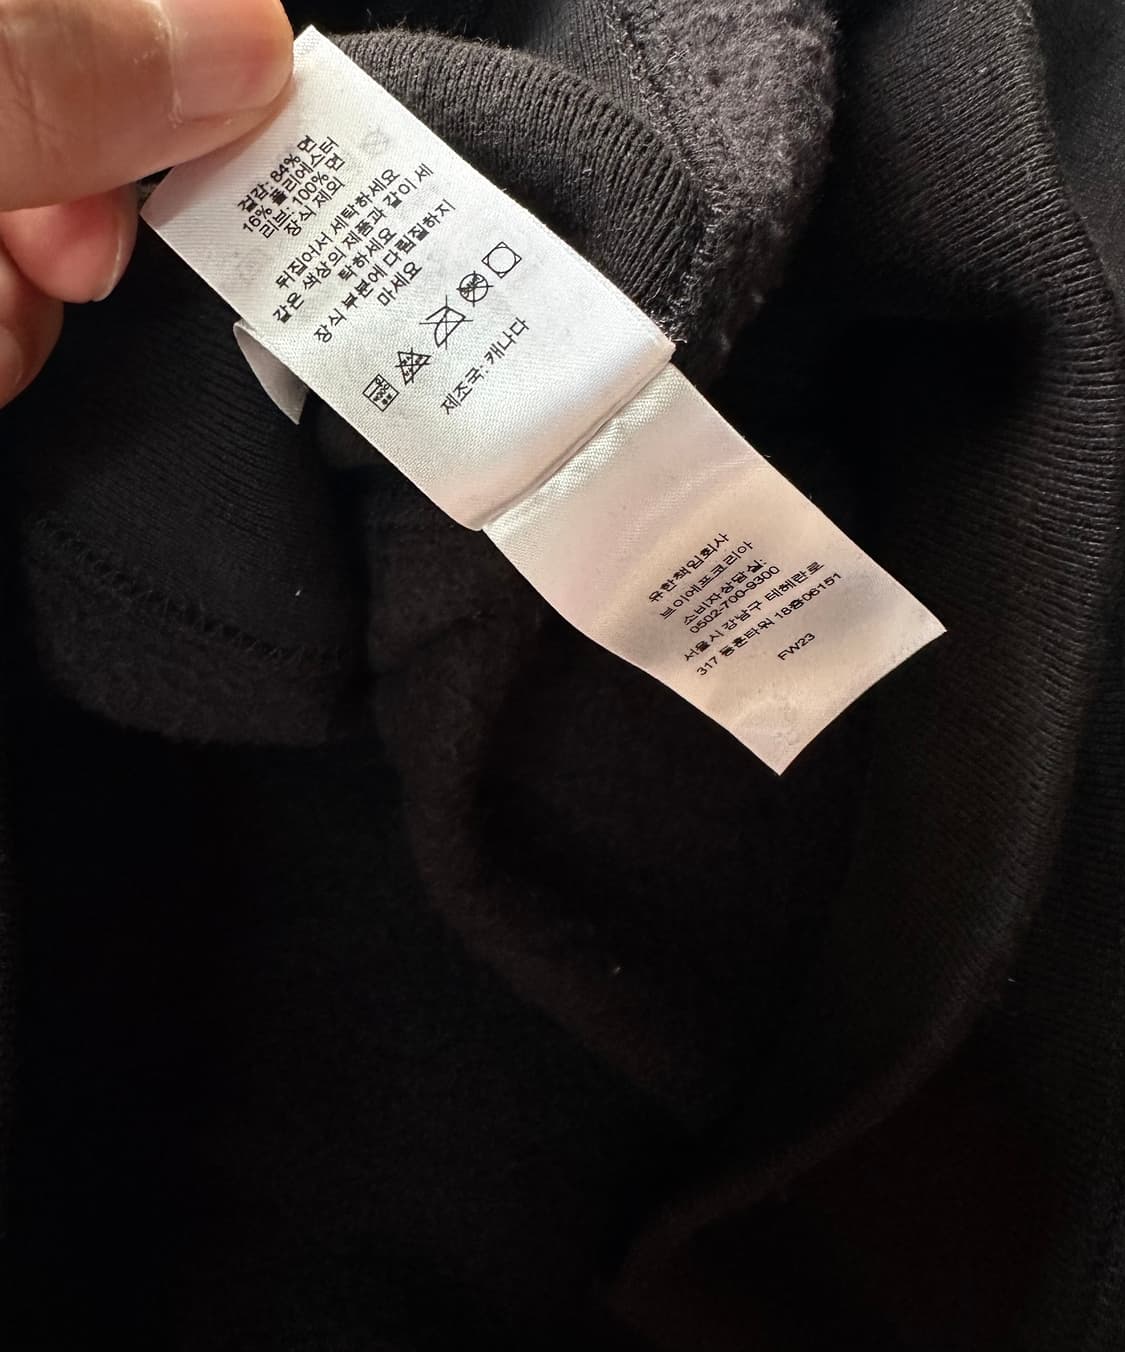 겉감: 84% 면
16% 폴리에스터
리브: 100% 면
장식 제외
뒤집어서 세탁하세요
같은 색상의 제품과 같이 세
탁하세요
장식 부분에 다림질하지
마세요
제조국: 캐나다
유한책임회사
브이에프코리아
소비자상담실:
0502-700-9300
서울시 강남구 테헤란로
317 동훈타워 18층06151
FW23